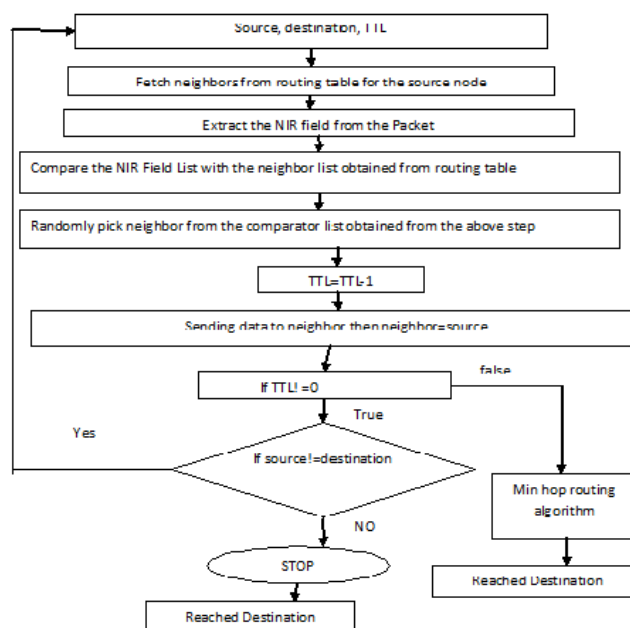 Source, destination, TTL
Fetch neighbors from routing table for the source node
Extract the NIR field from the Packet
Compare the NIR Field List with the neighbor list obtained from routing table
Randomly pick neighbor from the comparator list obtained from the above step
TTL=TTL-1
Sending data to neighbor then neighbor=source.
If TTL! =0
false
True
Yes
If source!=destination
Min hop routing
algorithm
NO
STOP
Reached Destination
Reached Destination